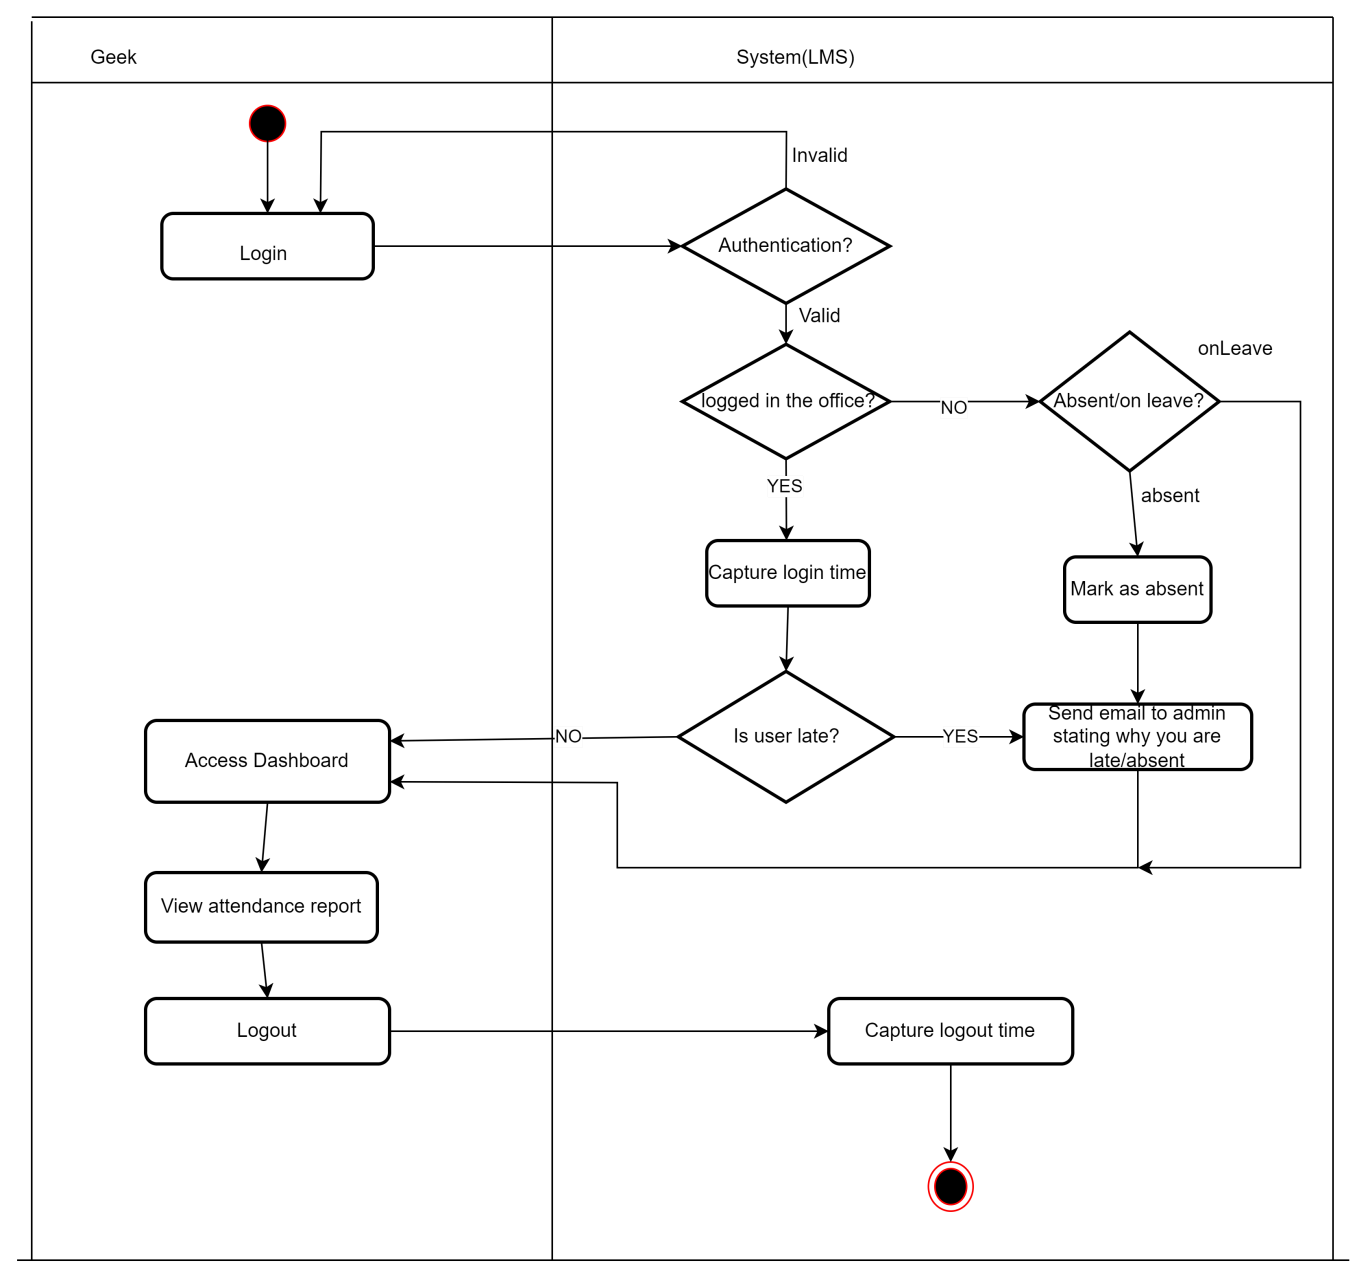 Geek
System(LMS)
Invalid
Login
Authentication?
Valid
onLeave
logged in the office?
NO
Absent/on leave?
YES
absent
Capture login time
Mark as absent
Send email to admin
stating why you are
late/absent
NO
Is user late?
YES
Access Dashboard
View attendance report
Logout
Capture logout time